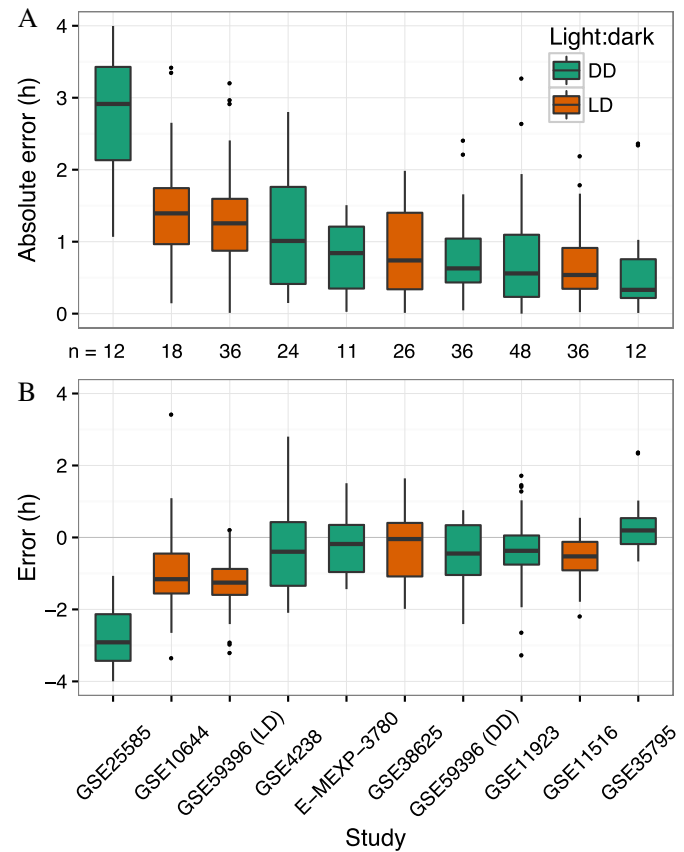 A
Absolute error (h)
4
3
2
1
0
Light:dark
DD
LD
n = 12 18 36 24 11 26 36 48 36 12
B
Error (h)
4
2
0
−2
−4
GSE25585
GSE10644
GSE59396 (LD)
GSE4238
E−MEXP−3780
GSE38625
GSE59396 (DD)
GSE11923
GSE11516
GSE35795
Study